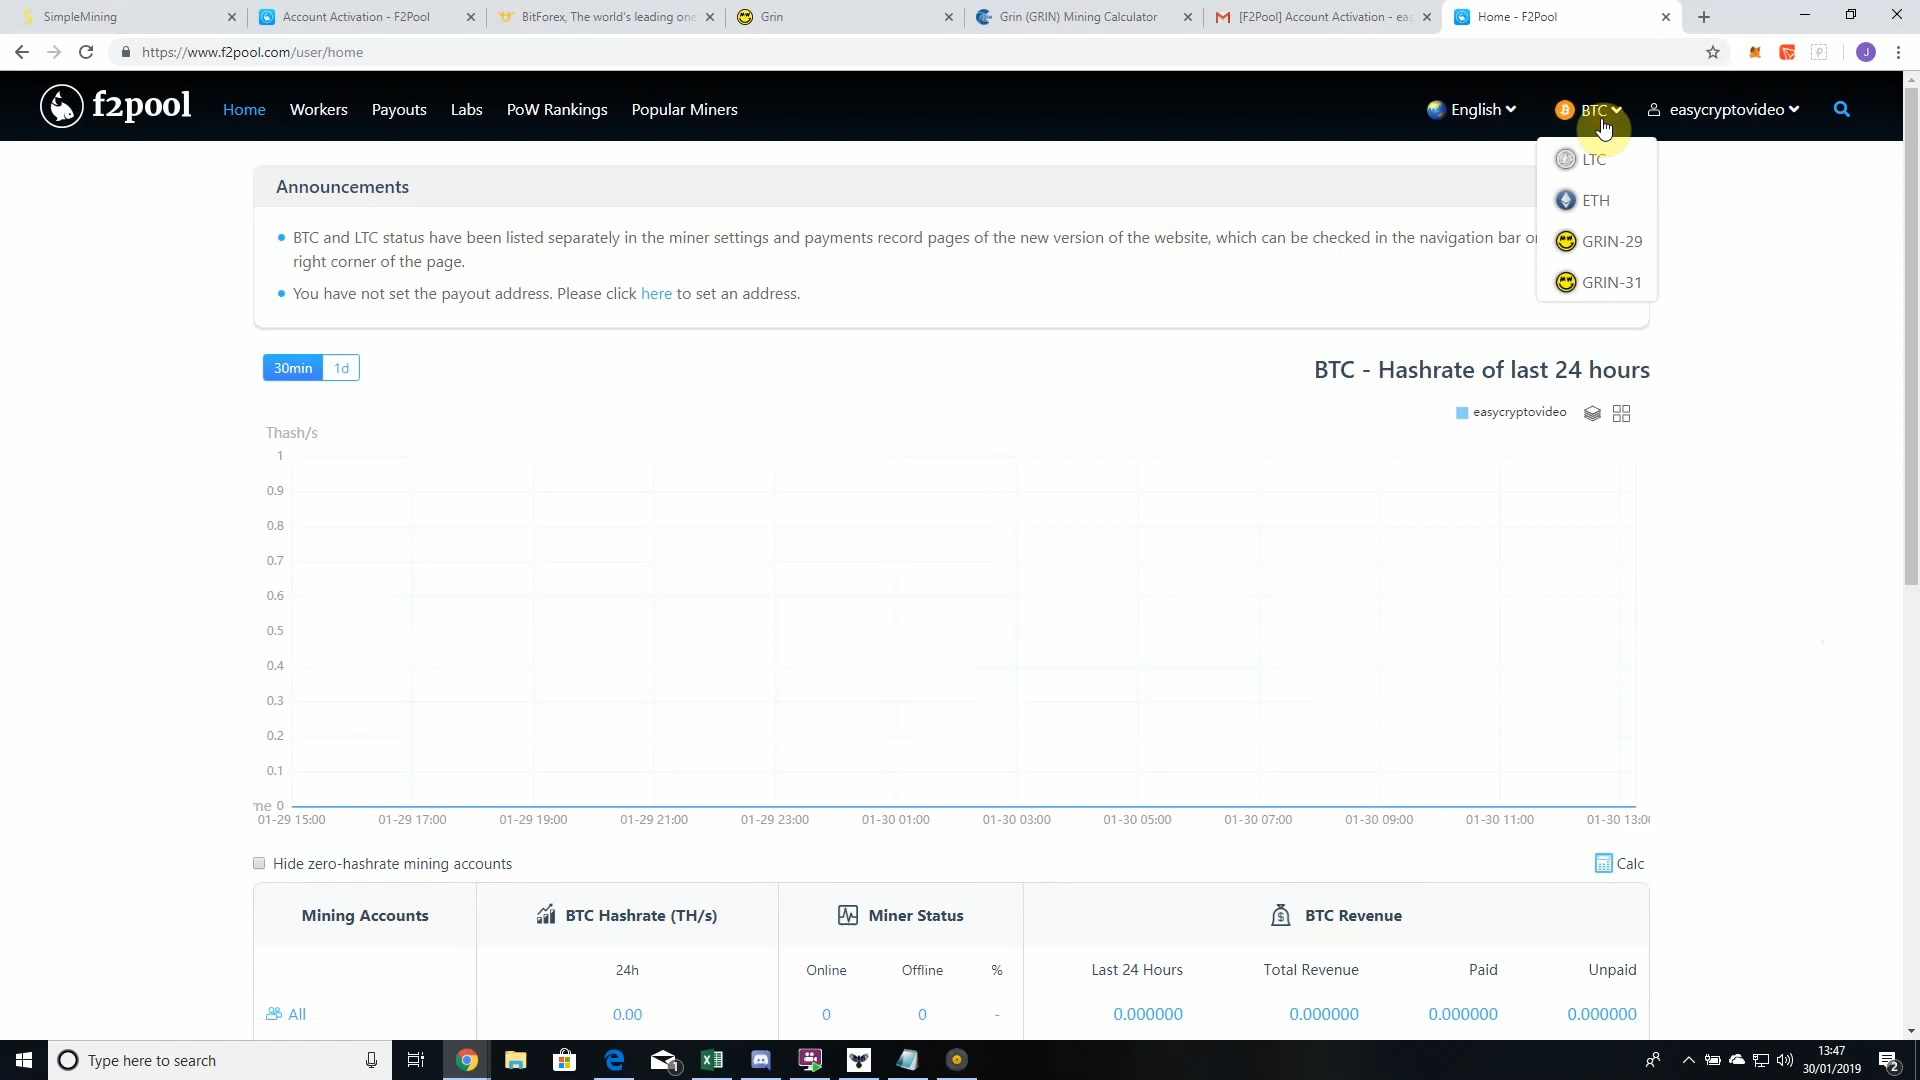 SimpleMining
Account Activation - F2Pool
BitForex, The world's leading one
Grin
Grin (GRIN) Mining Calculator
[F2Pool] Account Activation - eas
Home - F2Pool
https://www.f2pool.com/user/home
J
f2pool
Home
Workers
Payouts
Labs
PoW Rankings
Popular Miners
English
BTC
easycryptovideo
LTC
ETH
GRIN-29
GRIN-31
Announcements
BTC and LTC status have been listed separately in the miner settings and payments record pages of the new version of the website, which can be checked in the navigation bar
right corner of the page.
You have not set the payout address. Please click here to set an address.
30min 1d
BTC - Hashrate of last 24 hours
easycryptovideo
Thash/s
1
0.9
0.8
0.7
0.6
0.5
0.4
0.3
0.2
0.1
me 0
01-29 15:00 01-29 17:00 01-29 19:00 01-29 21:00 01-29 23:00 01-30 01:00 01-30 03:00 01-30 05:00 01-30 07:00 01-30 09:00 01-30 11:00 01-30 13:0
Hide zero-hashrate mining accounts
Calc
Mining Accounts BTC Hashrate (TH/s) Miner Status BTC Revenue
24h Online Offline % Last 24 Hours Total Revenue Paid Unpaid
All 0.00 0 0 - 0.000000 0.000000 0.000000 0.000000
Type here to search
1
13:47
30/01/2019
2